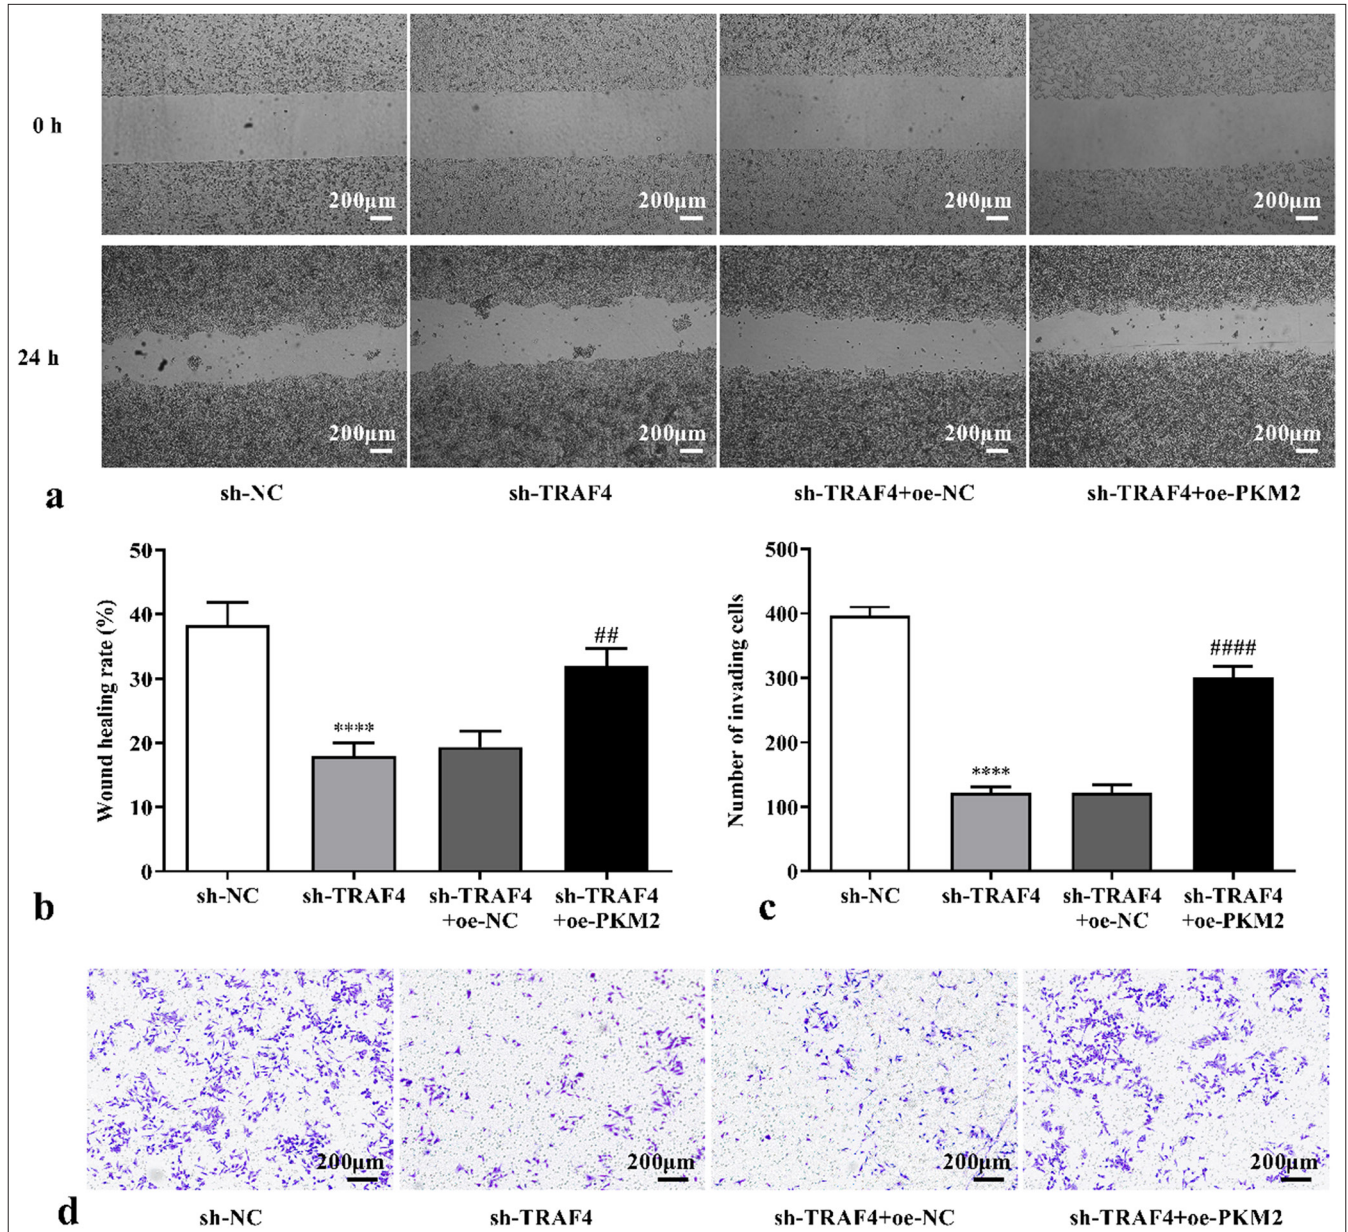 0 h
200μm 200μm 200μm 200μm
24 h
200μm 200μm 200μm 200μm
a
sh-NC sh-TRAF4 sh-TRAF4+oe-NC sh-TRAF4+oe-PKM2
Wound healing rate (%)
50
40
30
20
10
0
****
##
sh-NC sh-TRAF4 sh-TRAF4 sh-TRAF4
+oe-NC +oe-PKM2
b
Number of invading cells
500
400
300
200
100
0
****
####
sh-NC sh-TRAF4 sh-TRAF4 sh-TRAF4
+oe-NC +oe-PKM2
c
200μm 200μm 200μm 200μm
d
sh-NC sh-TRAF4 sh-TRAF4+oe-NC sh-TRAF4+oe-PKM2